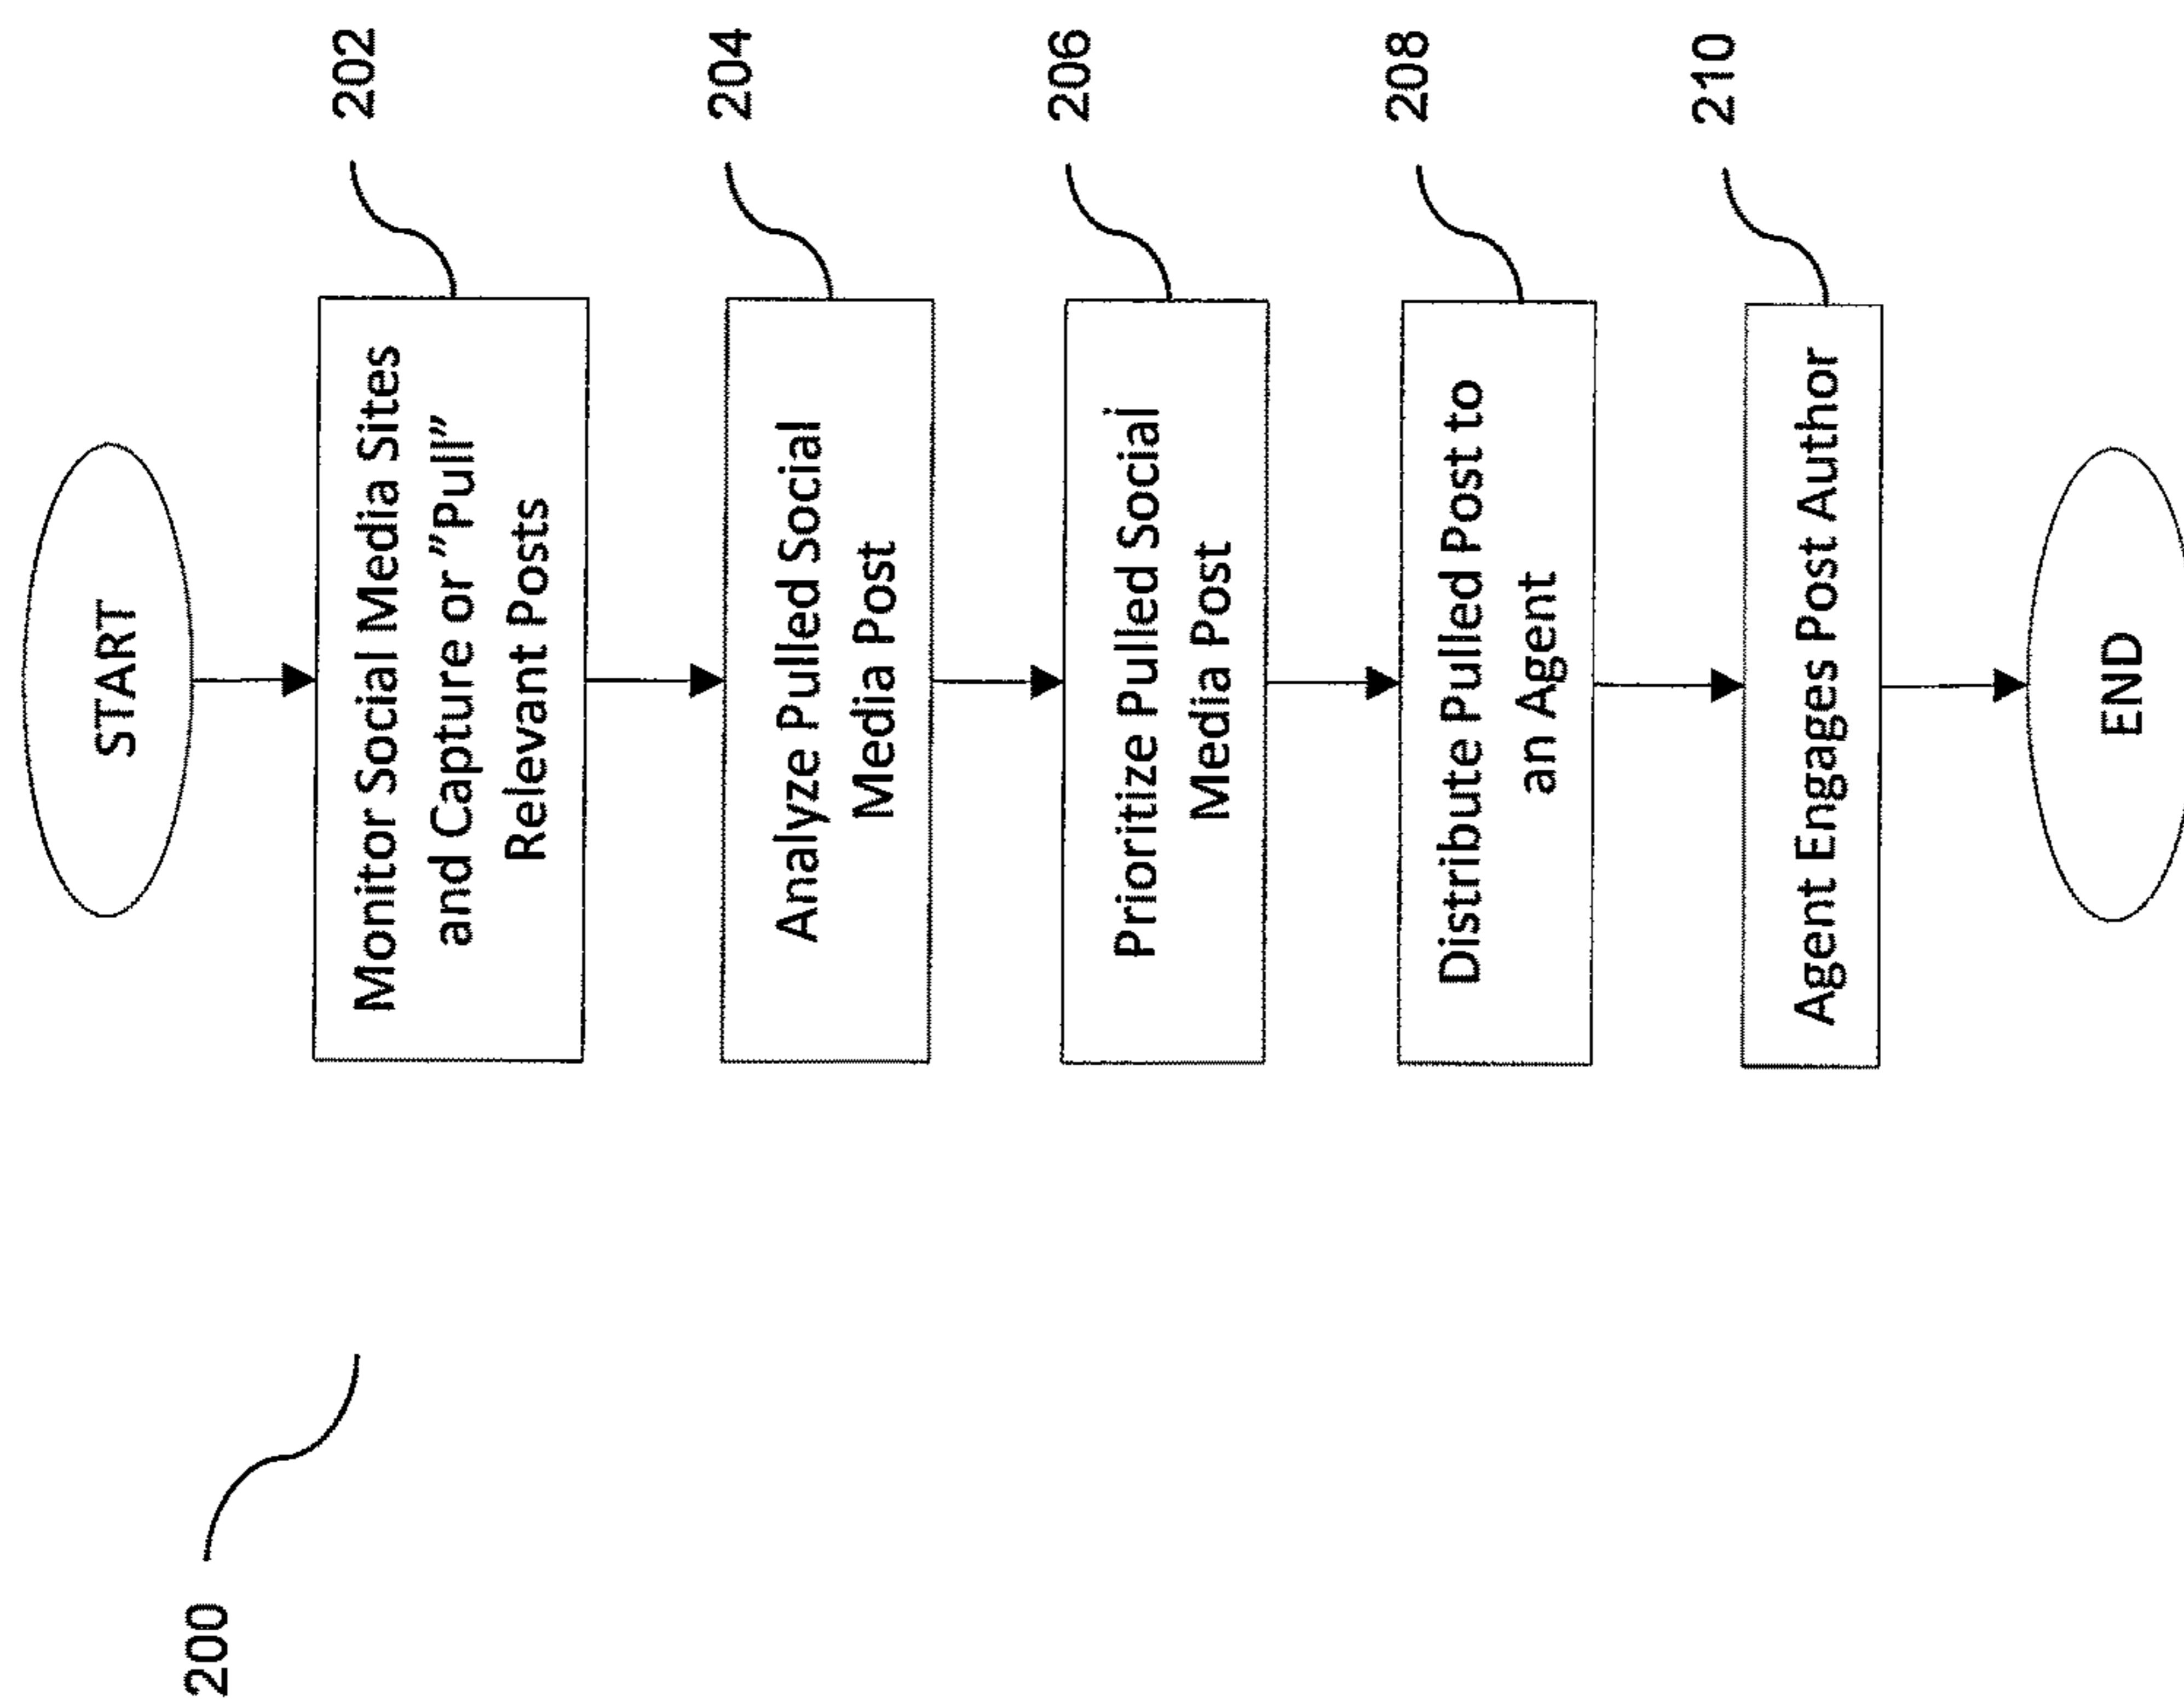 200
START
Monitor Social Media Sites
and Capture or ”Pull”
Relevant Posts
202
Analyze Pulled Social
Media Post
204
Prioritize Pulled Social
Media Post
206
Distribute Pulled Post to
an Agent
208
Agent Engages Post Author
210
END